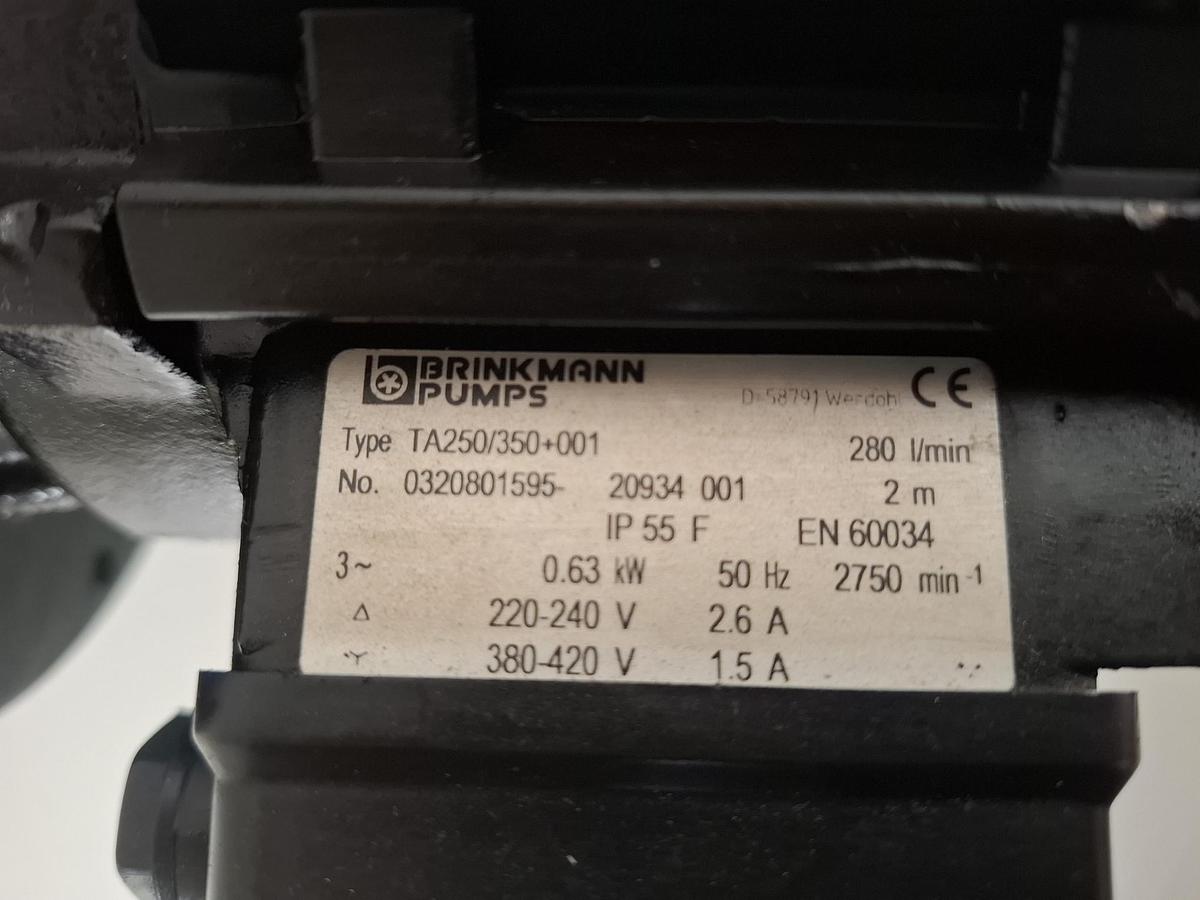 BRINKMANN
PUMPS
D-58791 Werdohl CE
Type TA250/350+001 280 l/min
No. 0320801595- 20934 001 2 m
IP 55 F EN 60034
3~ 0.63 kW 50 Hz 2750 min-1
Δ 220-240 V 2.6 A
Y 380-420 V 1.5 A